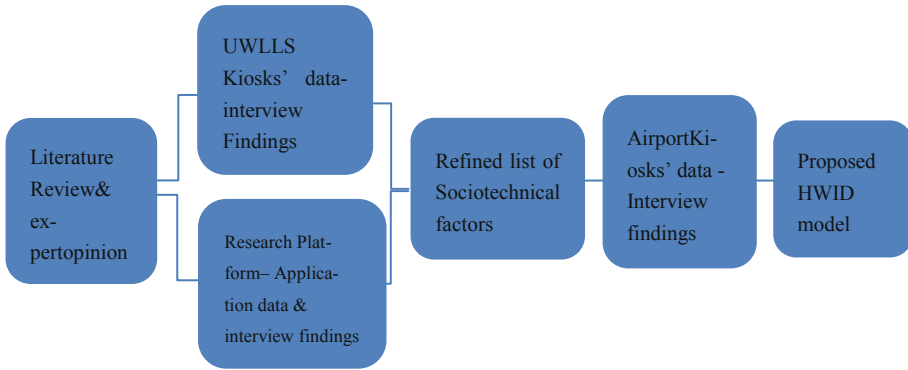 Literature
Review& 
ex-
pertopinion
UWLLS
Kiosks' data-
interview
Findings
Research Plat-
form– Applica-
tion data &
interview findings
Refined list of
Sociotechnical
factors
AirportKi-
osks' data -
Interview
findings
Proposed
HWID
model